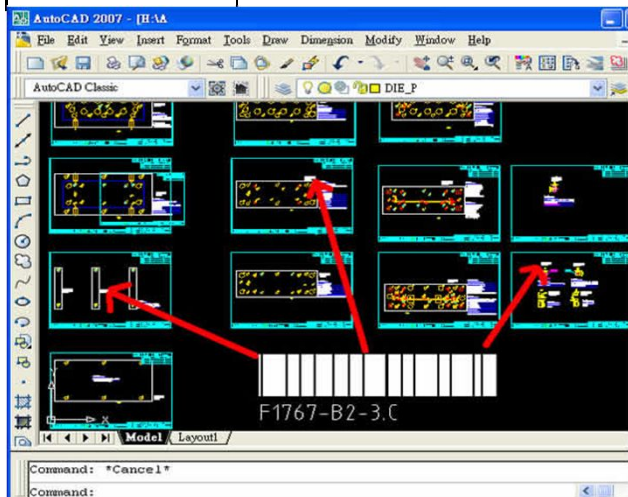 AutoCAD 2007 - [H:\A
File Edit View Insert Format Tools Draw Dimension Modify Window Help
AutoCAD Classic
DIE_P
F1767-B2-3.C
X
Model Layout1
Command: *Cancel*
Command: